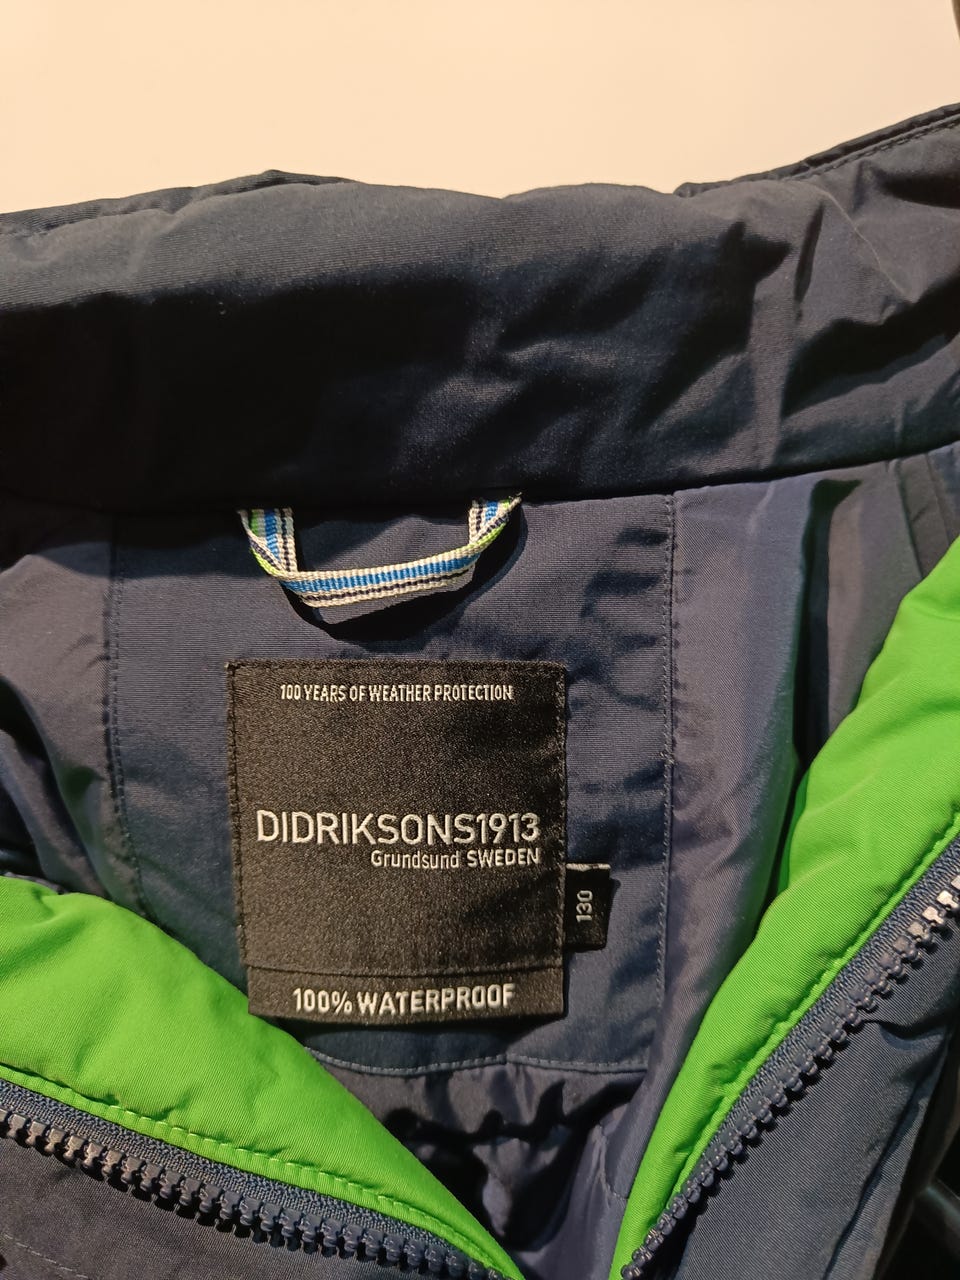 100 YEARS OF WEATHER PROTECTION
DIDRIKSONS1913
Grundsund SWEDEN
130
100% WATERPROOF